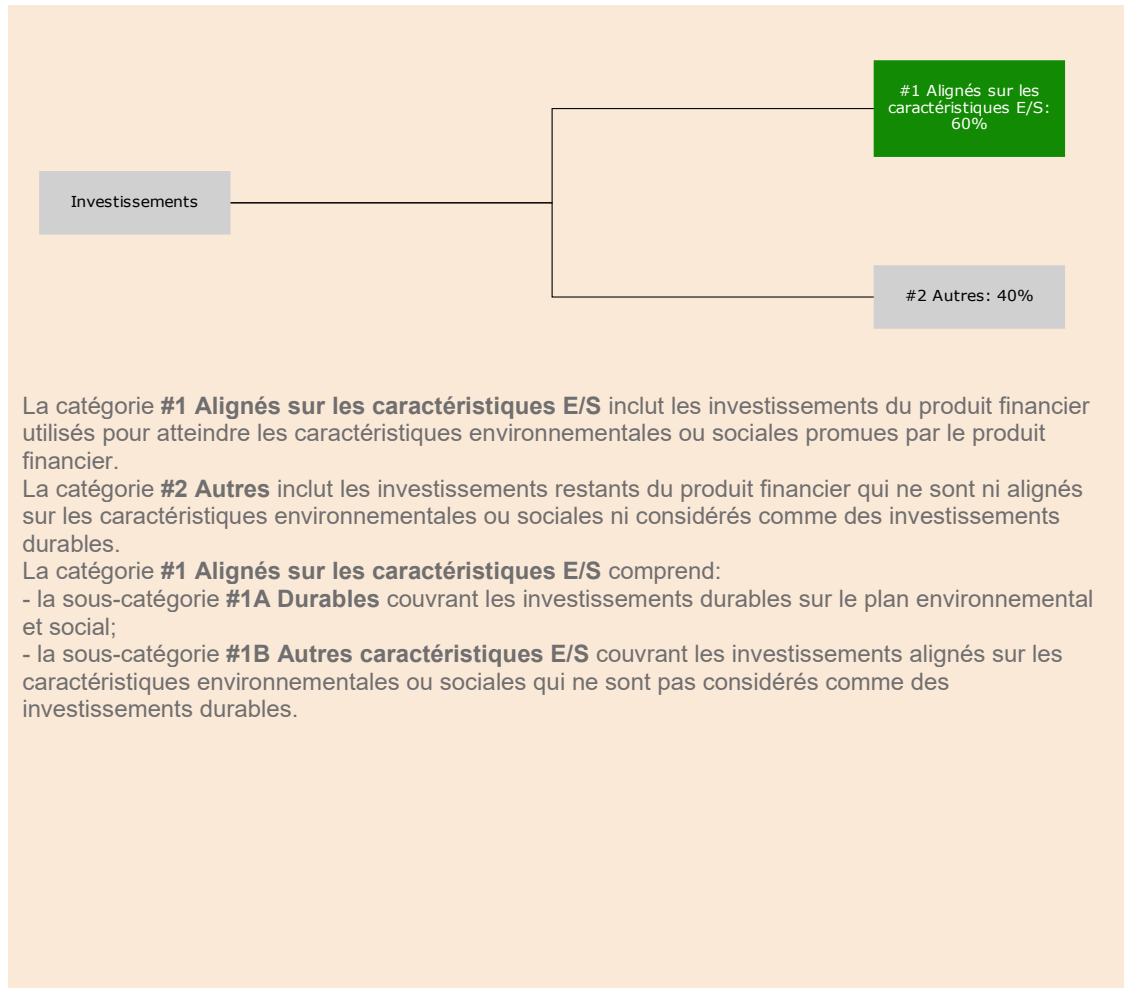 #1 Alignés sur les
caractéristiques E/S:
60%
Investissements
#2 Autres: 40%
La catégorie #1 Alignés sur les caractéristiques E/S inclut les investissements du produit financier
utilisés pour atteindre les caractéristiques environnementales ou sociales promues par le produit
financier.
La catégorie #2 Autres inclut les investissements restants du produit financier qui ne sont ni alignés
sur les caractéristiques environnementales ou sociales ni considérés comme des investissements
durables.
La catégorie #1 Alignés sur les caractéristiques E/S comprend:
- la sous-catégorie #1A Durables couvrant les investissements durables sur le plan environnemental
et social;
- la sous-catégorie #1B Autres caractéristiques E/S couvrant les investissements alignés sur les
caractéristiques environnementales ou sociales qui ne sont pas considérés comme des
investissements durables.